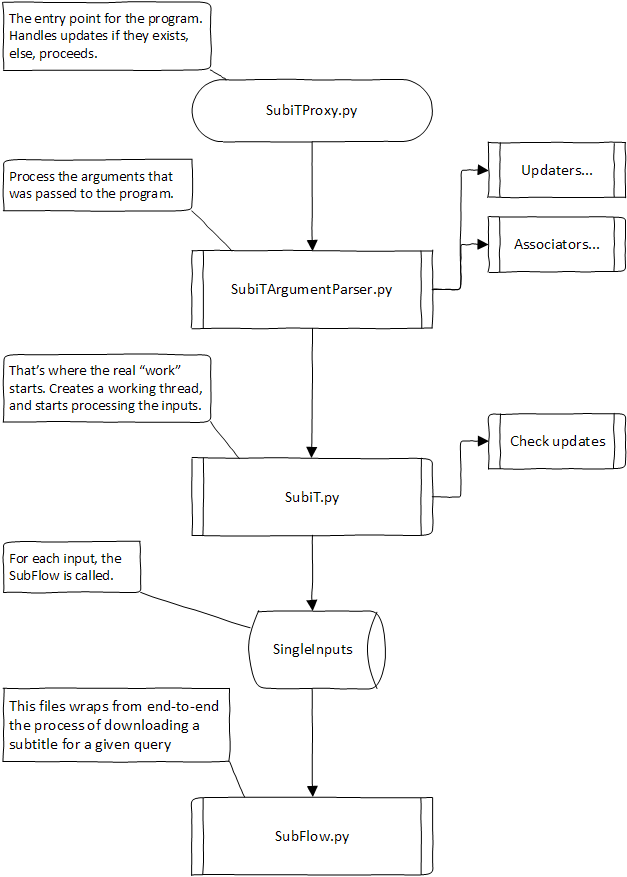 The entry point for the program.
Handles updates if they exists,
else, proceeds.
SubiTProxy.py
Process the arguments that
was passed to the program.
Updaters...
Associators...
SubiTArgumentParser.py
That's where the real “work”
starts. Creates a working thread,
and starts processing the inputs.
Check updates
SubiT.py
For each input, the
SubFlow is called.
SingleInputs
This files wraps from end-to-end
the process of downloading a
subtitle for a given query
SubFlow.py